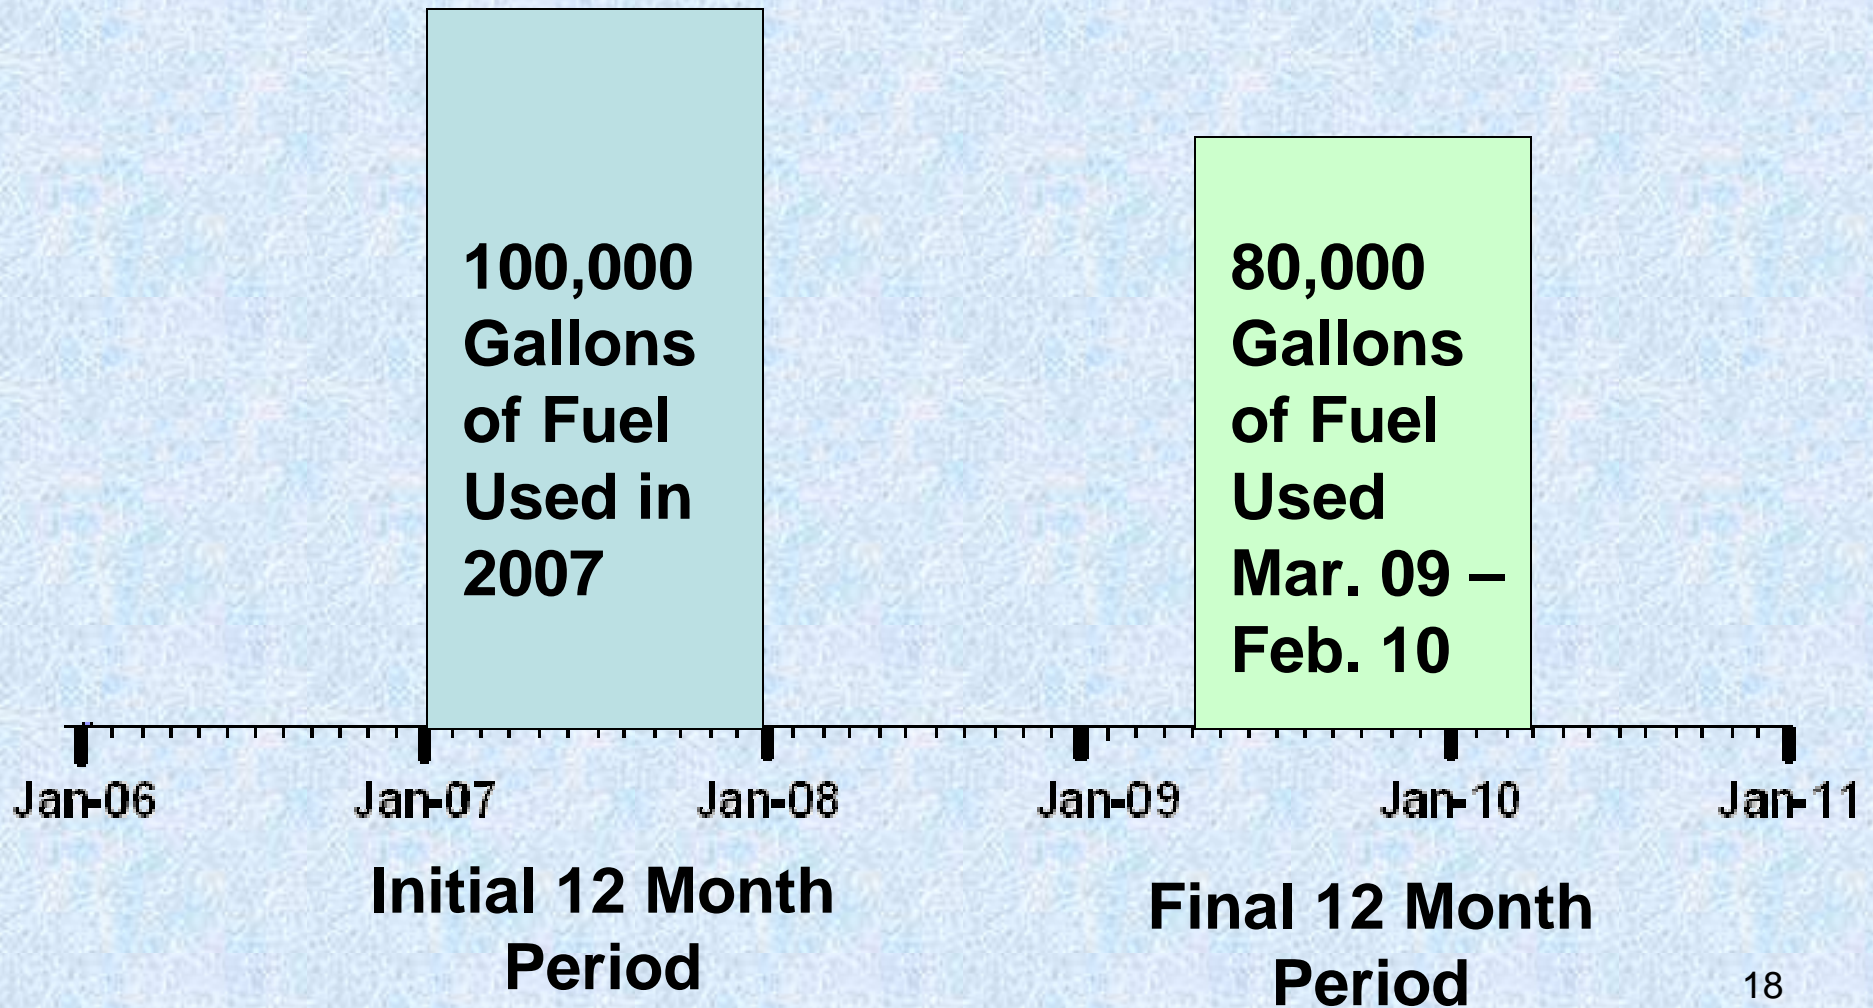 100,000
Gallons
of Fuel
Used in
2007
80,000
Gallons
of Fuel
Used
Mar. 09 –
Feb. 10
Jan-06 Jan-07 Jan-08 Jan-09 Jan-10 Jan-11
Initial 12 Month
Period
Final 12 Month
Period
18